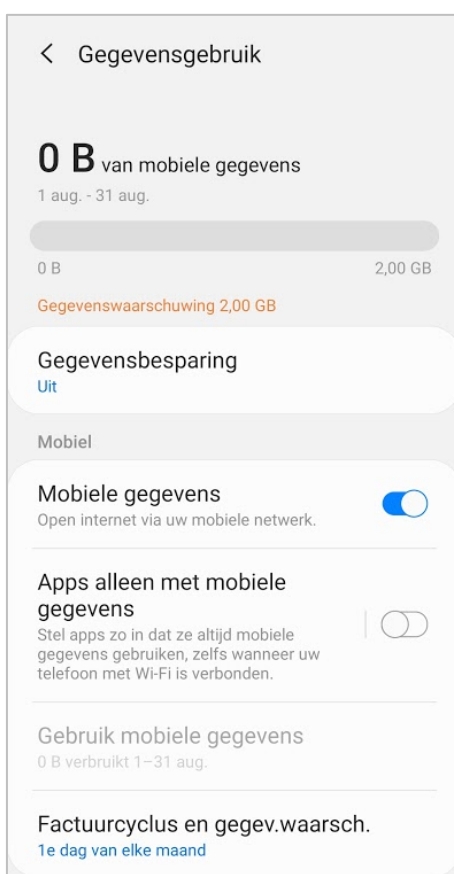 Gegevensgebruik
0 B van mobiele gegevens
1 aug. - 31 aug.
0 B 2,00 GB
Gegevenswaarschuwing 2,00 GB
Gegevensbesparing
Uit
Mobiel
Mobiele gegevens
Open internet via uw mobiele netwerk.
Apps alleen met mobiele
gegevens
Stel apps zo in dat ze altijd mobiele
gegevens gebruiken, zelfs wanneer uw
telefoon met Wi-Fi is verbonden.
Gebruik mobiele gegevens
0 B verbruikt 1–31 aug.
Factuurcyclus en gegev.waarsch.
1e dag van elke maand